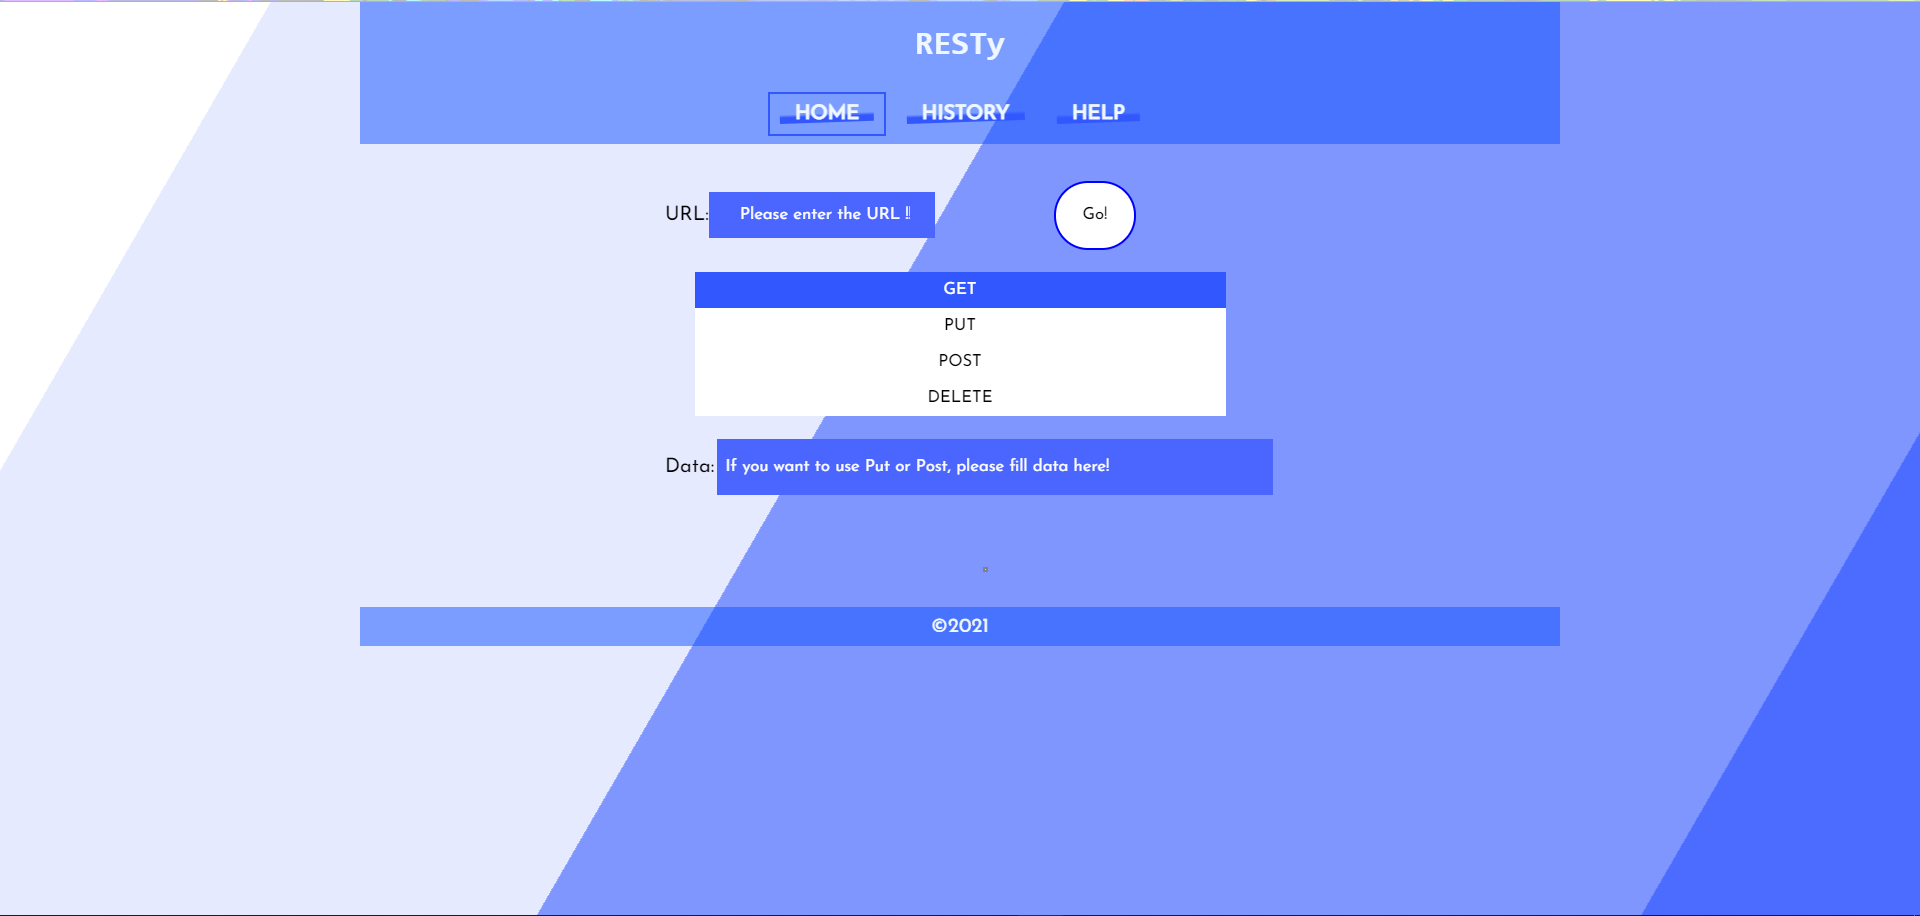 RESTy
HOME HISTORY HELP
URL: Please enter the URL !! Go!
GET
PUT
POST
DELETE
Data: If you want to use Put or Post, please fill data here!
©2021